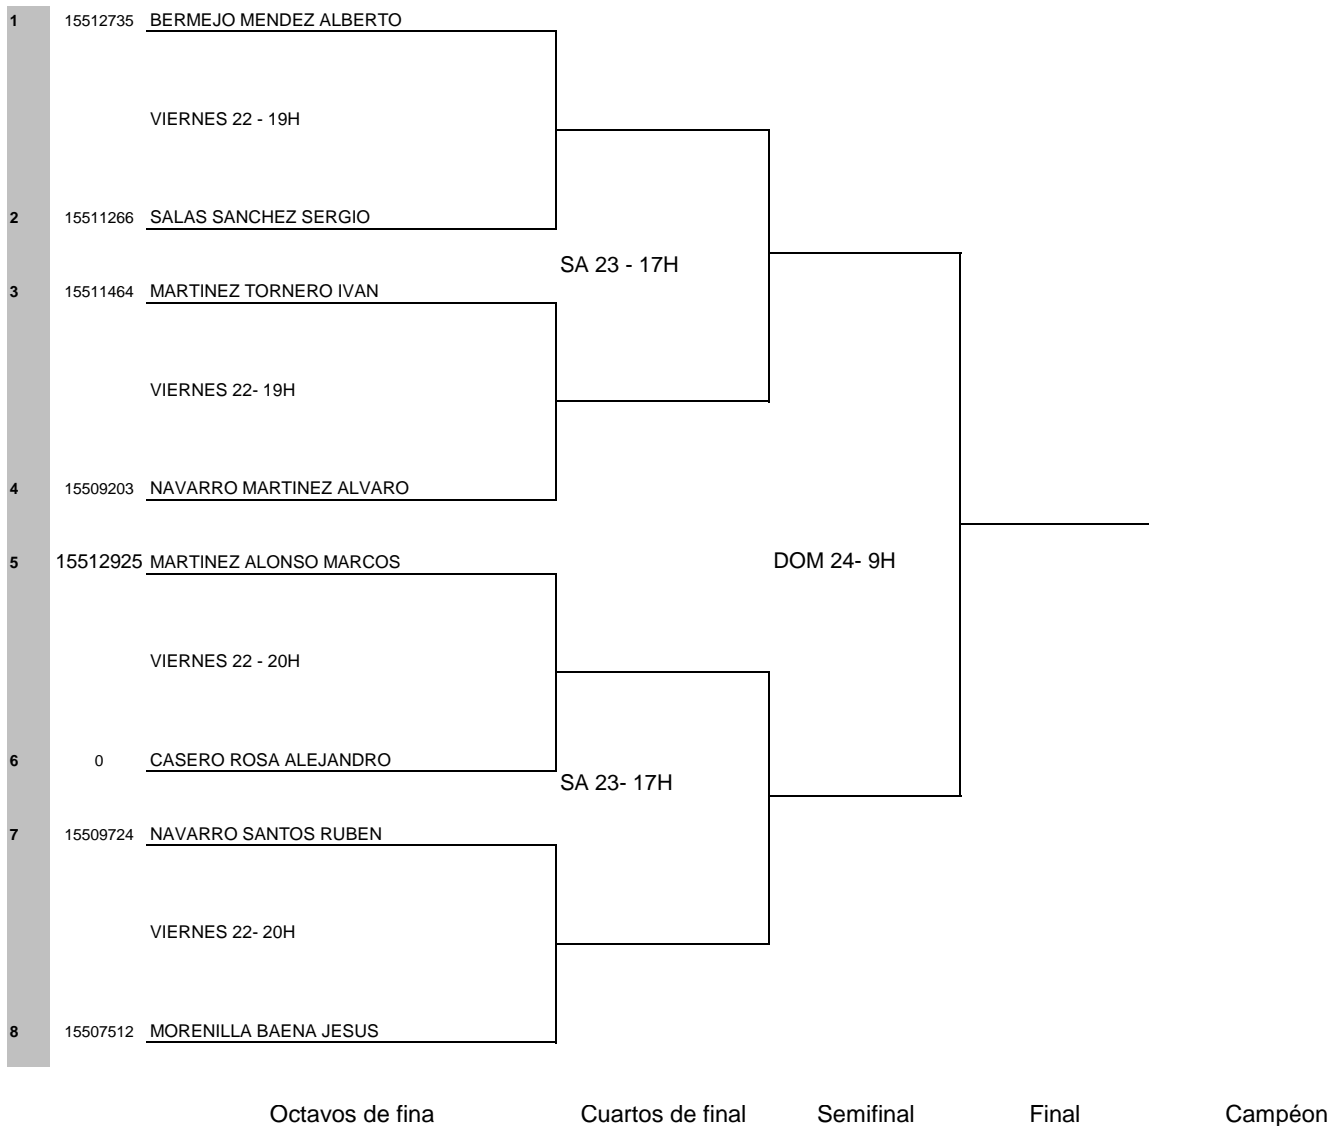 1 15512735 BERMEJO MENDEZ ALBERTO
VIERNES 22 - 19H
2 15511266 SALAS SANCHEZ SERGIO
SA 23 - 17H
3 15511464 MARTINEZ TORNERO IVAN
VIERNES 22- 19H
4 15509203 NAVARRO MARTINEZ ALVARO
5 15512925 MARTINEZ ALONSO MARCOS DOM 24- 9H
VIERNES 22 - 20H
6 0 CASERO ROSA ALEJANDRO
SA 23- 17H
7 15509724 NAVARRO SANTOS RUBEN
VIERNES 22- 20H
8 15507512 MORENILLA BAENA JESUS
Octavos de fina Cuartos de final Semifinal Final Campéon